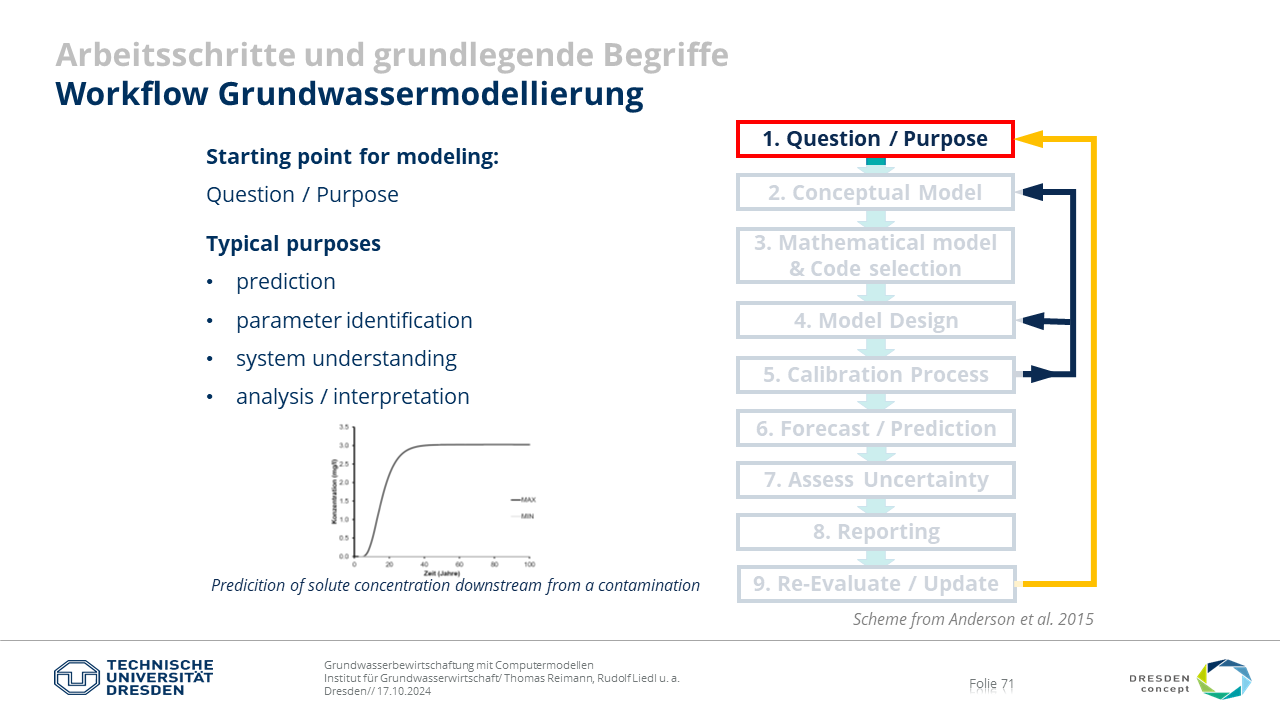 Arbeitsschritte und grundlegende Begriffe
Workflow Grundwassermodellierung
Starting point for modeling:
Question / Purpose
Typical purposes
• prediction
• parameter identification
• system understanding
• analysis / interpretation
3.5
3.0
2.5
2.0
1.5
1.0
0.5
0.0
Konzentration (mg/l)
0 20 40 60 80 100
Zeit (Jahre)
MAX
MIN
Predicition of solute concentration downstream from a contamination
1. Question / Purpose
2. Conceptual Model
3. Mathematical model
& Code selection
4. Model Design
5. Calibration Process
6. Forecast / Prediction
7. Assess Uncertainty
8. Reporting
9. Re-Evaluate / Update
Scheme from Anderson et al. 2015
TECHNISCHE
UNIVERSITÄT
DRESDEN
Grundwasserbewirtschaftung mit Computermodellen
Institut für Grundwasserwirtschaft/ Thomas Reimann, Rudolf Liedl u. a.
Dresden// 17.10.2024
Folie 71
DRESDEN
concept